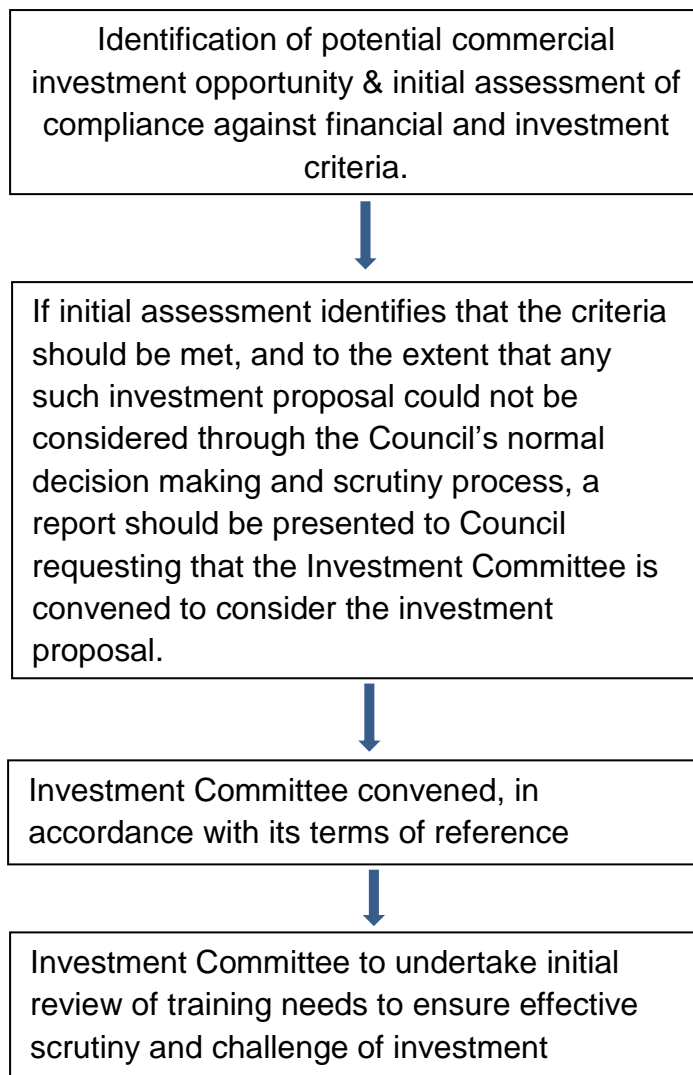 Identification of potential commercial
investment opportunity & initial assessment of
compliance against financial and investment
criteria.
If initial assessment identifies that the criteria
should be met, and to the extent that any
such investment proposal could not be
considered through the Council’s normal
decision making and scrutiny process, a
report should be presented to Council
requesting that the Investment Committee is
convened to consider the investment
proposal.
Investment Committee convened, in
accordance with its terms of reference
Investment Committee to undertake initial
review of training needs to ensure effective
scrutiny and challenge of investment